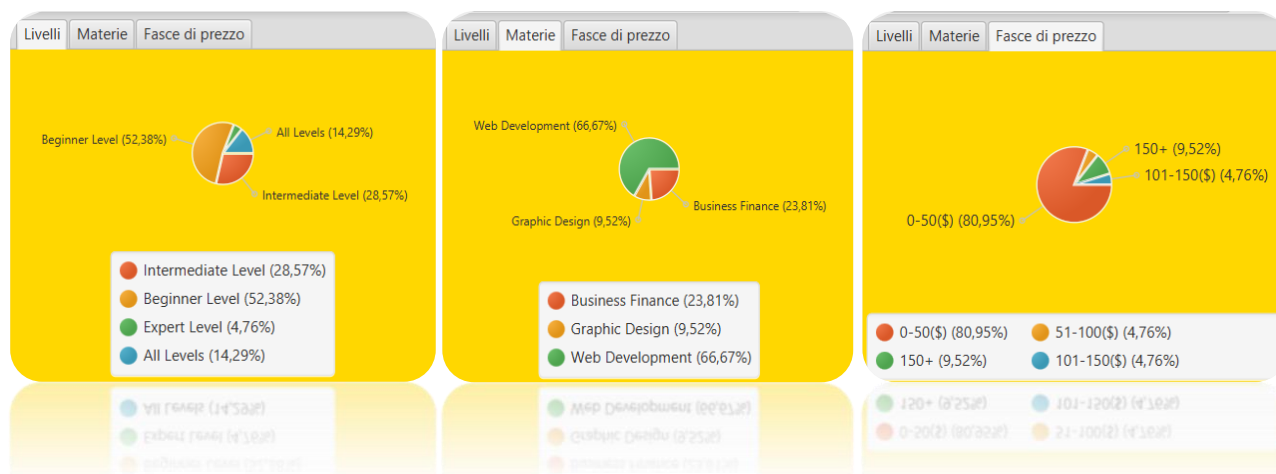 Livelli Materie Fasce di prezzo
Beginner Level (52,38%)
All Levels (14,29%)
Intermediate Level (28,57%)
Intermediate Level (28,57%)
Beginner Level (52,38%)
Expert Level (4,76%)
All Levels (14,29%)
Livelli Materie Fasce di prezzo
Web Development (66,67%)
Business Finance (23,81%)
Graphic Design (9,52%)
Business Finance (23,81%)
Graphic Design (9,52%)
Web Development (66,67%)
Livelli Materie Fasce di prezzo
150+ (9,52%)
101-150($) (4,76%)
0-50($) (80,95%)
0-50($) (80,95%) 51-100($) (4,76%)
150+ (9,52%) 101-150($) (4,76%)